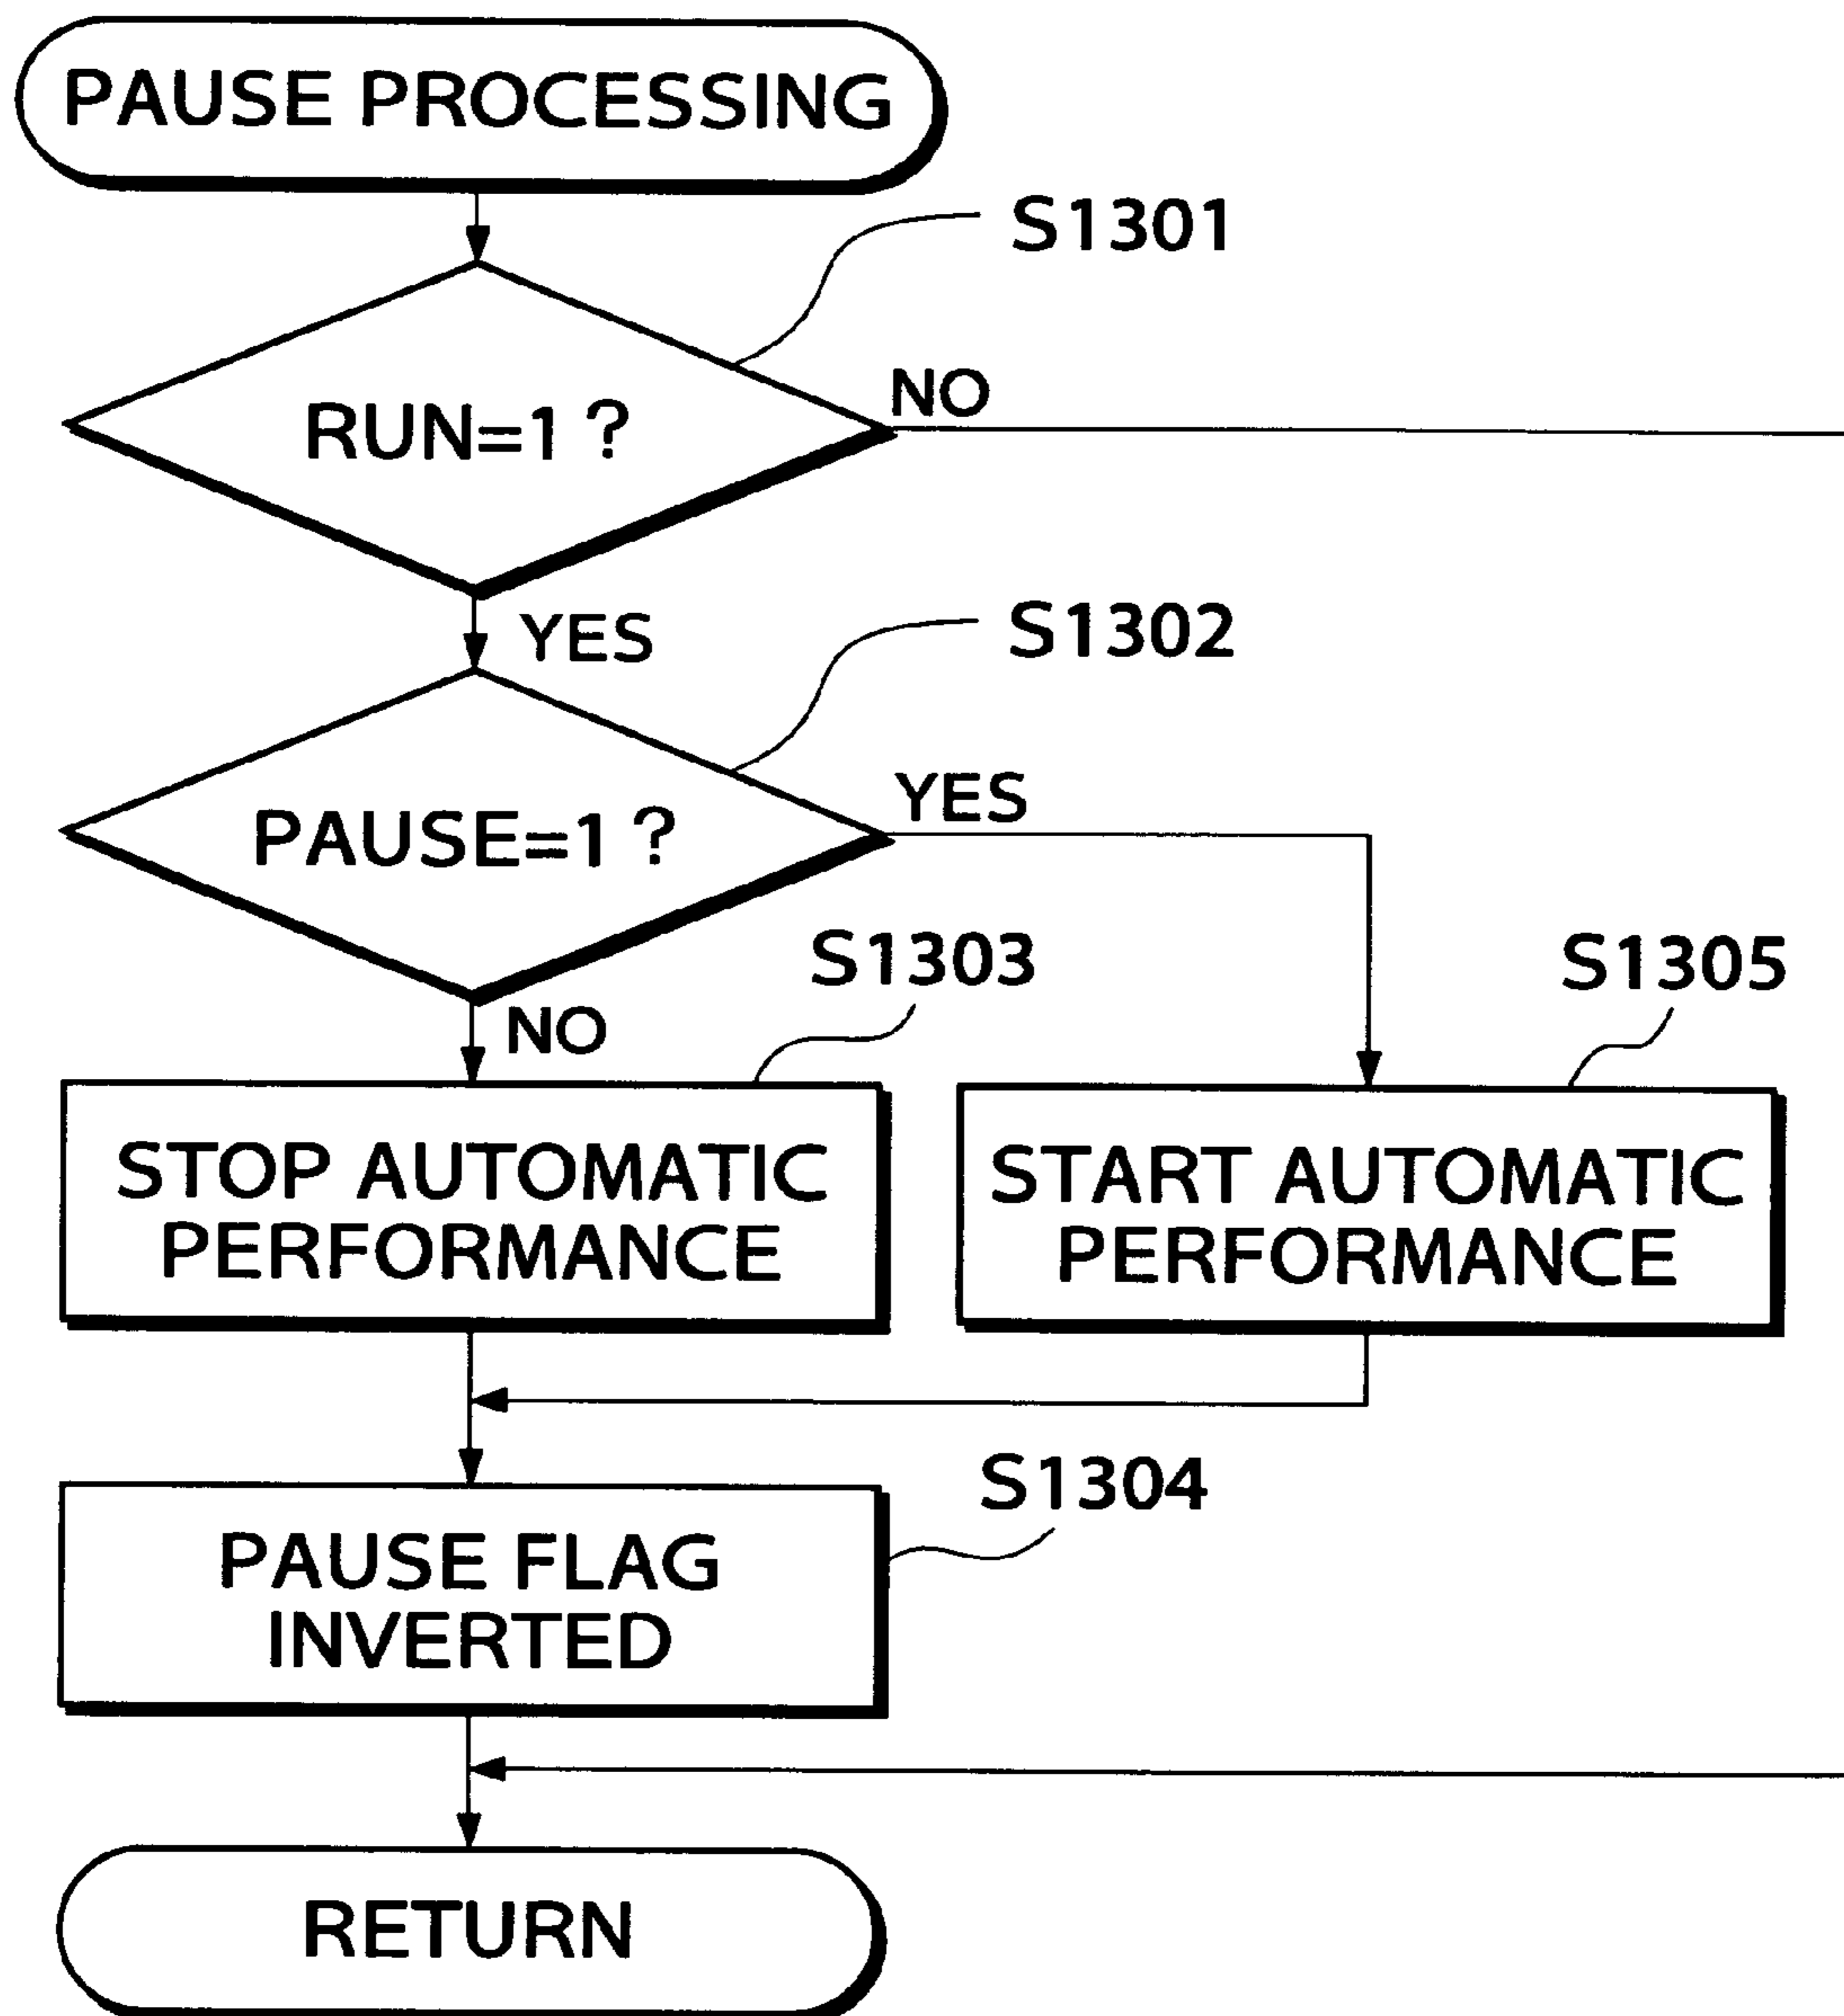 PAUSE PROCESSING
S1301
RUN=1 ?
NO
YES
S1302
PAUSE=1 ?
YES
NO
S1303
S1305
STOP AUTOMATIC
PERFORMANCE
START AUTOMATIC
PERFORMANCE
S1304
PAUSE FLAG
INVERTED
RETURN